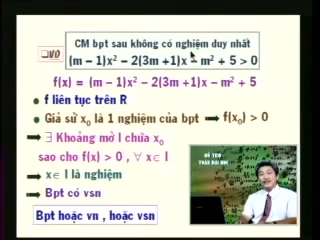 VD
CM bpt sau không có nghiệm duy nhất
(m – 1)x² – 2(3m +1)x – m² + 5 > 0
f(x) = (m – 1)x² – 2(3m +1)x – m² + 5
f liên tục trên R
Giả sử x₀ là 1 nghiệm của bpt ➡ f(x₀) > 0
➡ ∃ Khoảng mở I chứa x₀
sao cho f(x) > 0 , ∀ x∈ I
➡ x∈ I là nghiệm
➡ Bpt có vsn
Bpt hoặc vn , hoặc vsn